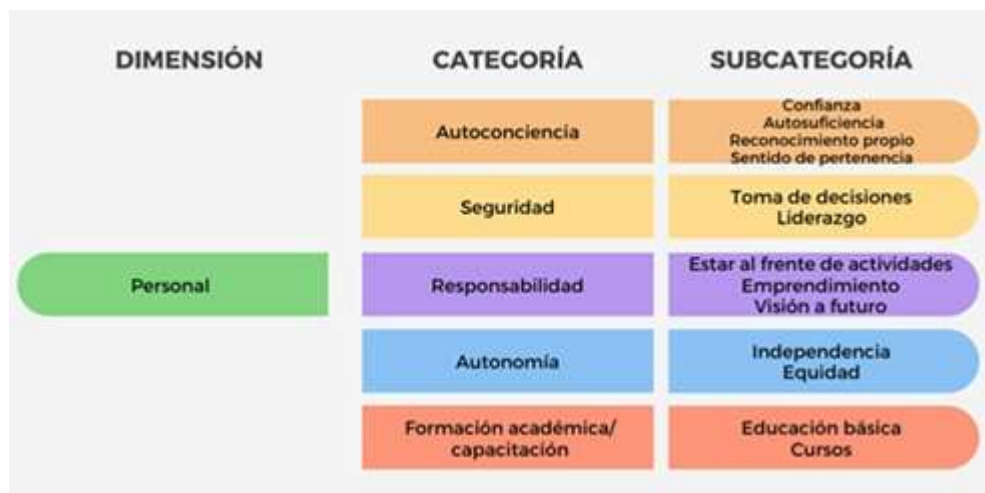 DIMENSIÓN
CATEGORÍA
SUBCATEGORÍA
Personal
Autoconciencia
Confianza
Autosuficiencia
Reconocimiento propio
Sentido de pertenencia
Seguridad
Toma de decisiones
Liderazgo
Responsabilidad
Estar al frente de actividades
Emprendimiento
Visión a futuro
Autonomía
Independencia
Equidad
Formación académica/
capacitación
Educación básica
Cursos